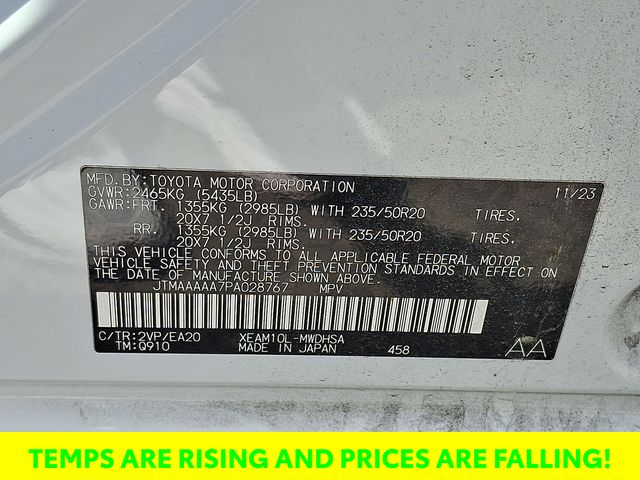 MFD. BY:TOYOTA MOTOR CORPORATION 11/23
GVWR:2465KG (5435LB)
GAWR:FRT. 1355KG (2985LB) WITH 235/50R20 TIRES.
20X7 1/2J RIMS.
RR. 1355KG (2985LB) WITH 235/50R20 TIRES.
20X7 1/2J RIMS.
THIS VEHICLE CONFORMS TO ALL APPLICABLE FEDERAL MOTOR
VEHICLE SAFETY AND THEFT PREVENTION STANDARDS IN EFFECT ON
THE DATE OF MANUFACTURE SHOWN ABOVE.
JTMAAAAA7PA028767 MPV
C/TR:2VP/EA20 XEAM10L-MWDHSA
TM:Q910 MADE IN JAPAN 458 AA
TEMPS ARE RISING AND PRICES ARE FALLING!